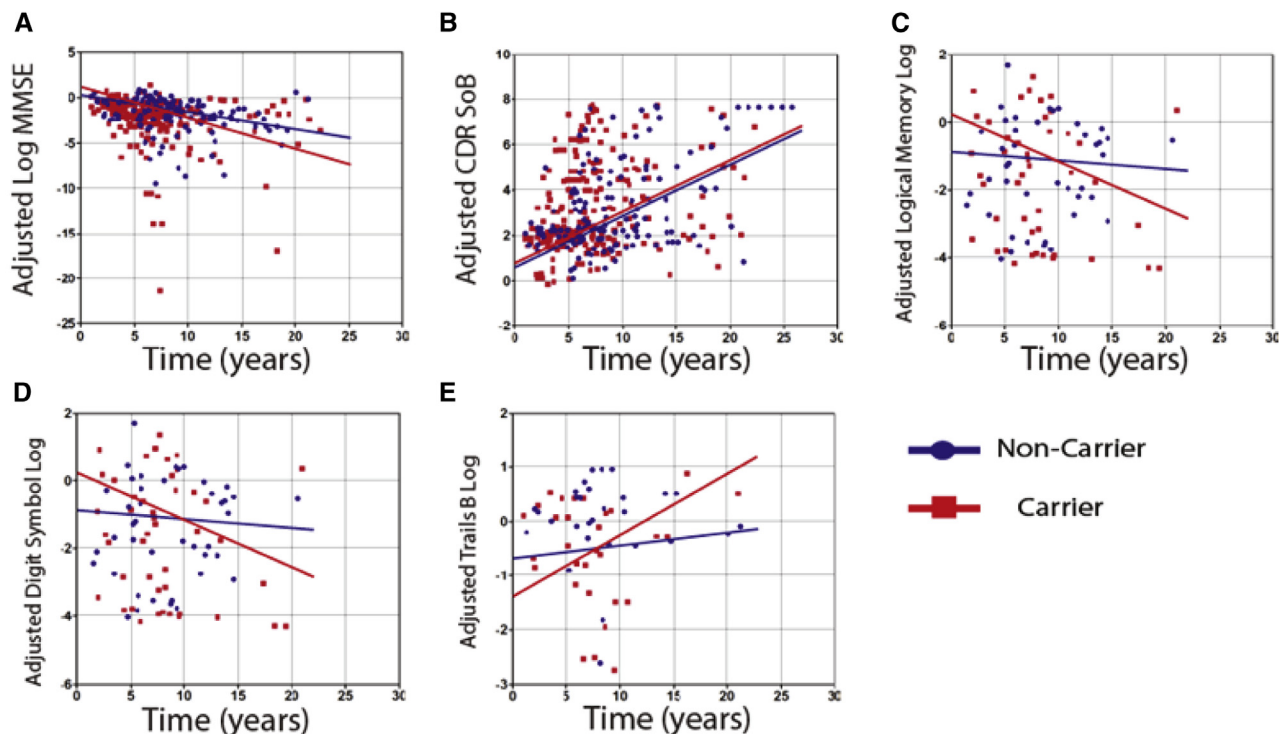 A
Adjusted Log MMSE
5
0
-5
-10
-15
-20
-25
0 5 10 15 20 25 30
Time (years)
B
Adjusted CDR SoB
10
8
6
4
2
0
-2
0 5 10 15 20 25 30
Time (years)
C
Adjusted Logical Memory Log
2
0
-2
-4
-6
0 5 10 15 20 25 30
Time (years)
D
Adjusted Digit Symbol Log
2
0
-2
-4
-6
0 5 10 15 20 25 30
Time (years)
E
Adjusted Trails B Log
2
1
0
-1
-2
-3
0 5 10 15 20 25 30
Time (years)
Non-Carrier
Carrier